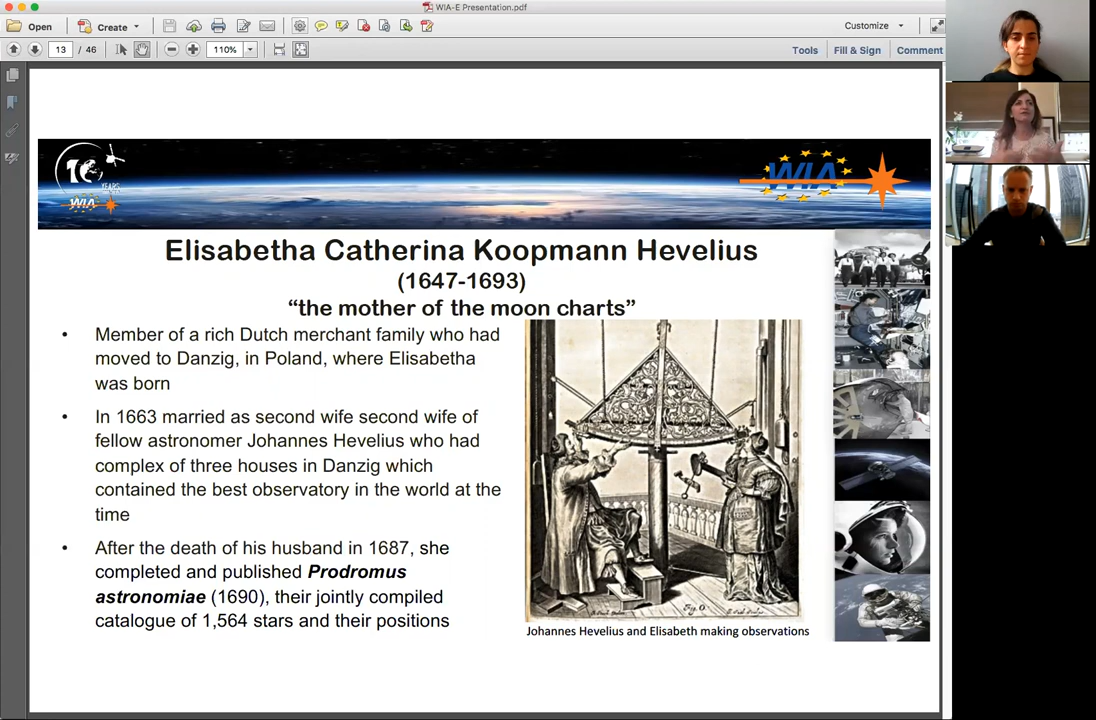 WIA-E Presentation.pdf
Open
Create
Customize
13 / 46
110%
Tools
Fill & Sign
Comment
10
YEARS
WIA
WIA
Elisabetha Catherina Koopmann Hevelius
(1647-1693)
“the mother of the moon charts”
• Member of a rich Dutch merchant family who had
moved to Danzig, in Poland, where Elisabetha
was born
• In 1663 married as second wife second wife of
fellow astronomer Johannes Hevelius who had
complex of three houses in Danzig which
contained the best observatory in the world at the
time
• After the death of his husband in 1687, she
completed and published Prodromus
astronomiae (1690), their jointly compiled
catalogue of 1,564 stars and their positions
Johannes Hevelius and Elisabeth making observations